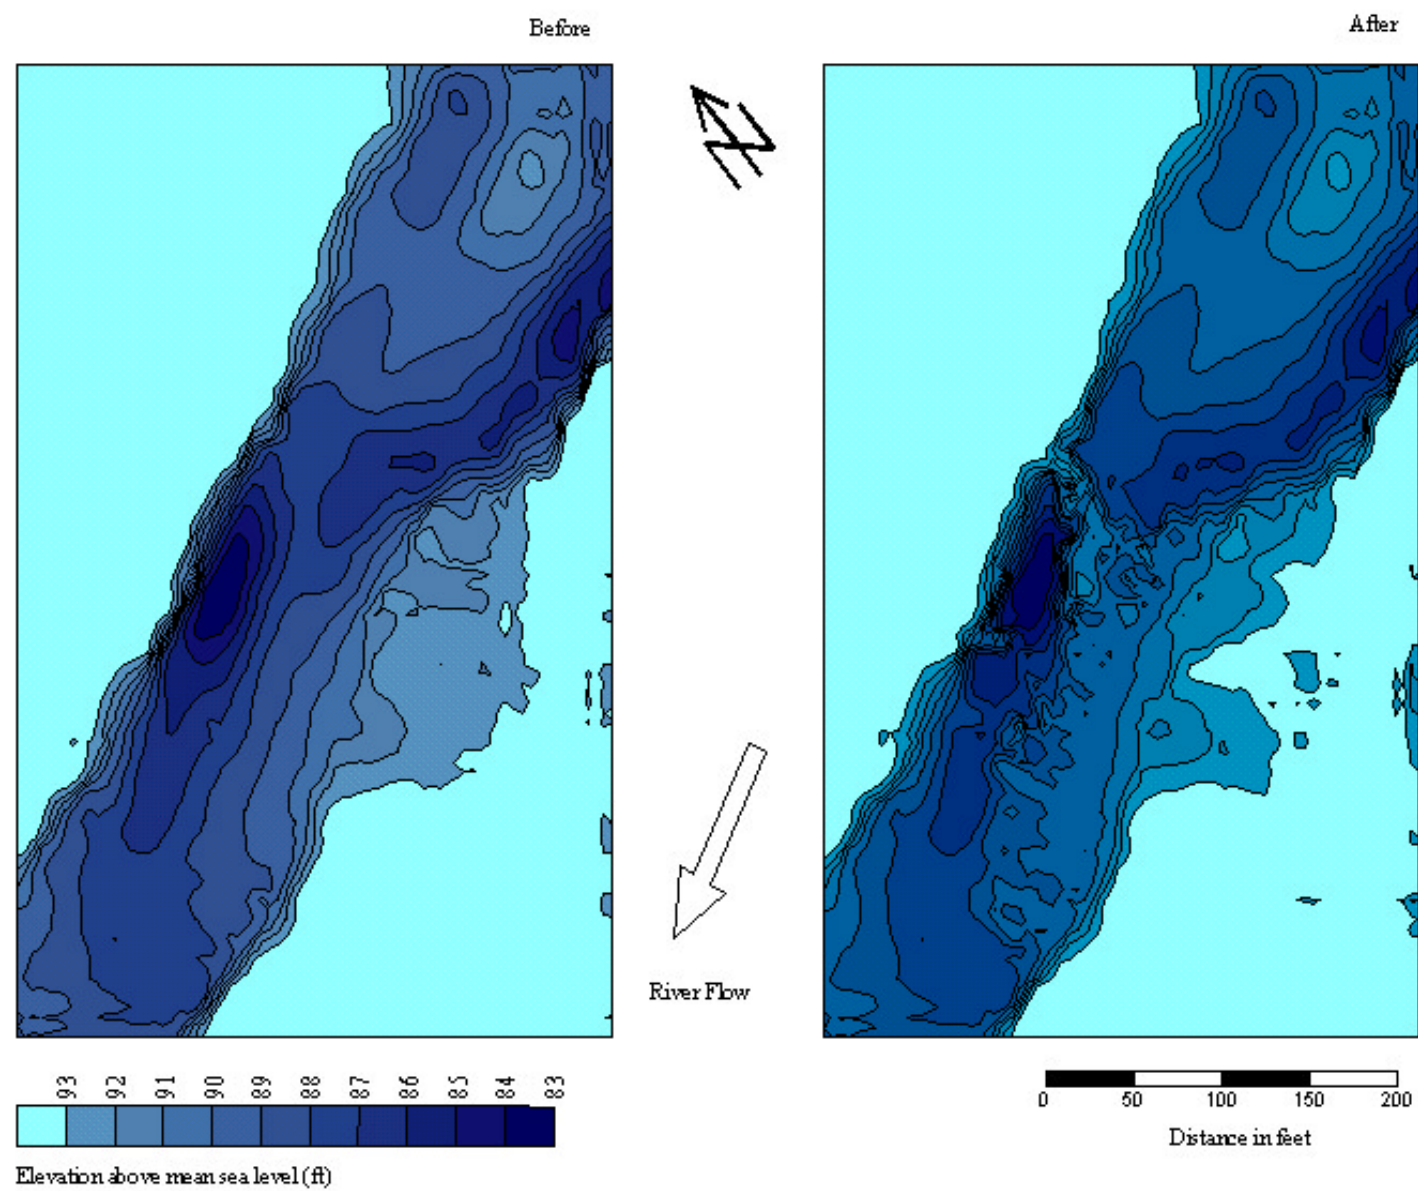 Before
After
N
River Flow
93 92 91 90 89 88 87 86 85 84 83
Elevation above mean sea level (ft)
0 50 100 150 200
Distance in feet